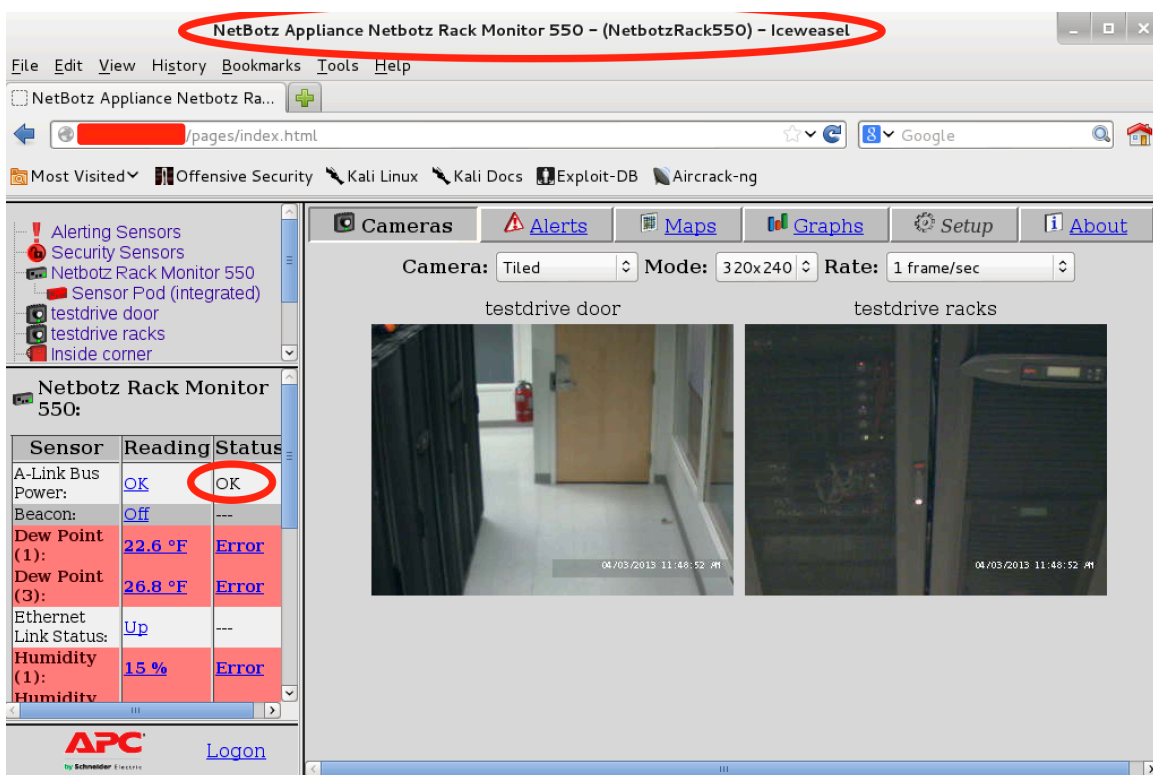 NetBotz Appliance Netbotz Rack Monitor 550 – (NetbotzRack550) – Iceweasel
File Edit View History Bookmarks Tools Help
NetBotz Appliance Netbotz Ra...
/pages/index.html
Google
Most Visited
Offensive Security
Kali Linux
Kali Docs
Exploit-DB
Aircrack-ng
Alerting Sensors
Security Sensors
Netbotz Rack Monitor 550
Sensor Pod (integrated)
testdrive door
testdrive racks
Inside corner
Cameras
Alerts
Maps
Graphs
Setup
About
Camera: Tiled Mode: 320x240 Rate: 1 frame/sec
testdrive door
testdrive racks
04/03/2013 11:48:52 AM
04/03/2013 11:48:52 AM
Netbotz Rack Monitor
550:
Sensor Reading Status
A-Link Bus
Power: OK OK
Beacon: Off ---
Dew Point
(1): 22.6 °F Error
Dew Point
(3): 26.8 °F Error
Ethernet
Link Status: Up ---
Humidity
(1): 15 % Error
Humidity
APC
by Schneider Electric
Logon